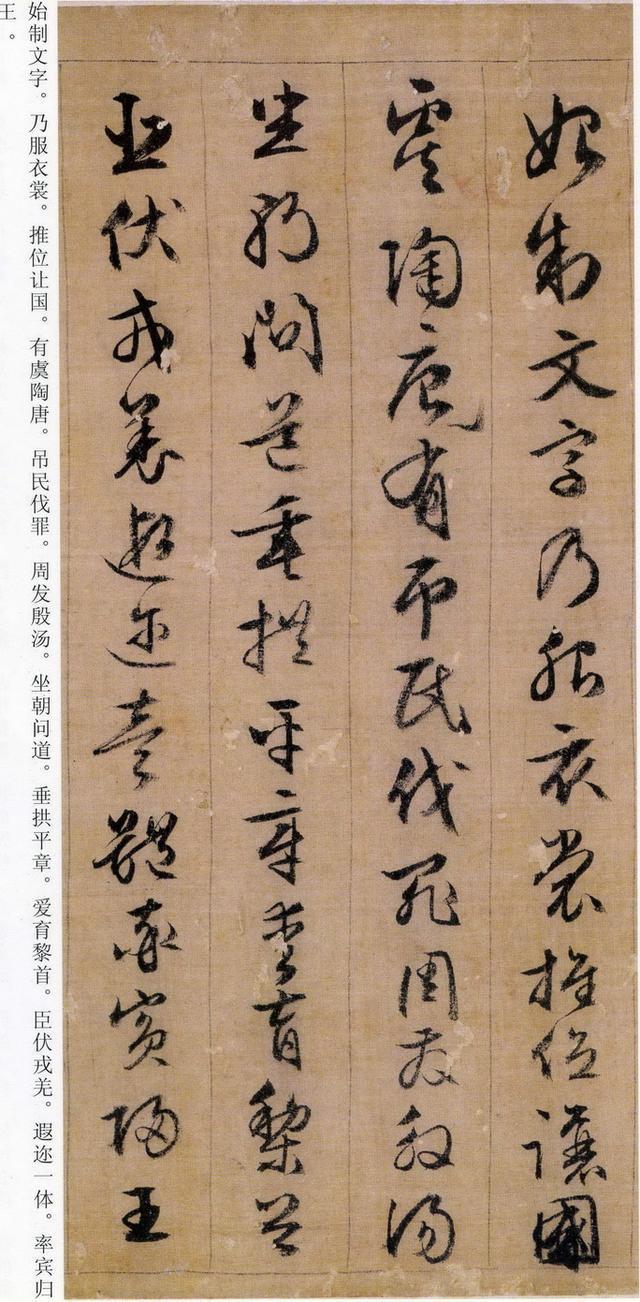 始制文字乃服衣裳推位讓國
虞陶唐有弔民伐罪周發殷湯
坐朝問道垂拱平章愛育黎首
臣伏戎羌遐邇壹體率賓歸王
始制文字。乃服衣裳。推位让国。有虞陶唐。吊民伐罪。周发殷汤。坐朝问道。垂拱平章。爱育黎首。臣伏戎羌。遐迩一体。率宾归
王。